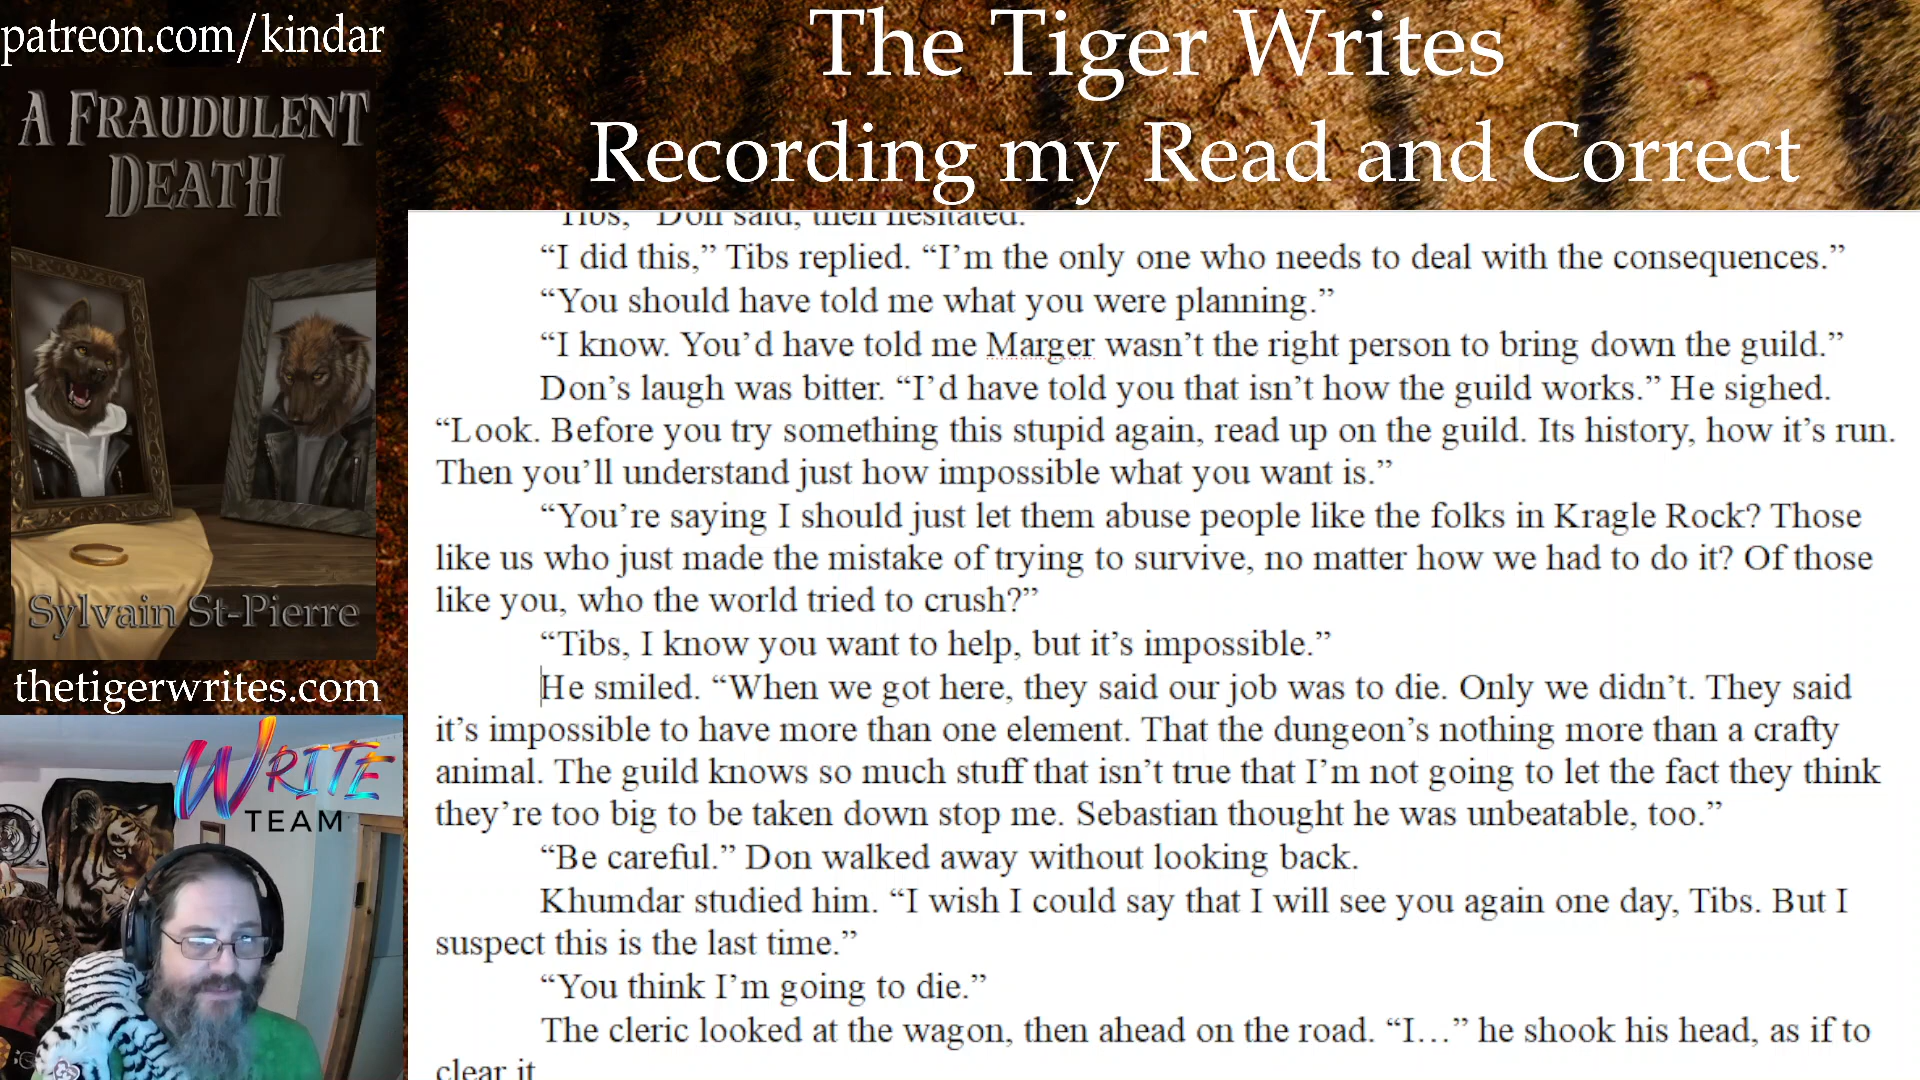 patreon.com/kindar
The Tiger Writes
Recording my Read and Correct
A FRAUDULENT
DEATH
Sylvain St-Pierre
thetigerwrites.com
WRITE
TEAM
Tibs,” Don said, then hesitated.
“I did this,” Tibs replied. “I’m the only one who needs to deal with the consequences.”
“You should have told me what you were planning.”
“I know. You’d have told me Marger wasn’t the right person to bring down the guild.”
Don’s laugh was bitter. “I’d have told you that isn’t how the guild works.” He sighed.
“Look. Before you try something this stupid again, read up on the guild. Its history, how it’s run.
Then you’ll understand just how impossible what you want is.”
“You’re saying I should just let them abuse people like the folks in Kragle Rock? Those
like us who just made the mistake of trying to survive, no matter how we had to do it? Of those
like you, who the world tried to crush?”
“Tibs, I know you want to help, but it’s impossible.”
He smiled. “When we got here, they said our job was to die. Only we didn’t. They said
it’s impossible to have more than one element. That the dungeon’s nothing more than a crafty
animal. The guild knows so much stuff that isn’t true that I’m not going to let the fact they think
they’re too big to be taken down stop me. Sebastian thought he was unbeatable, too.”
“Be careful.” Don walked away without looking back.
Khumdar studied him. “I wish I could say that I will see you again one day, Tibs. But I
suspect this is the last time.”
“You think I’m going to die.”
The cleric looked at the wagon, then ahead on the road. “I…” he shook his head, as if to
clear it